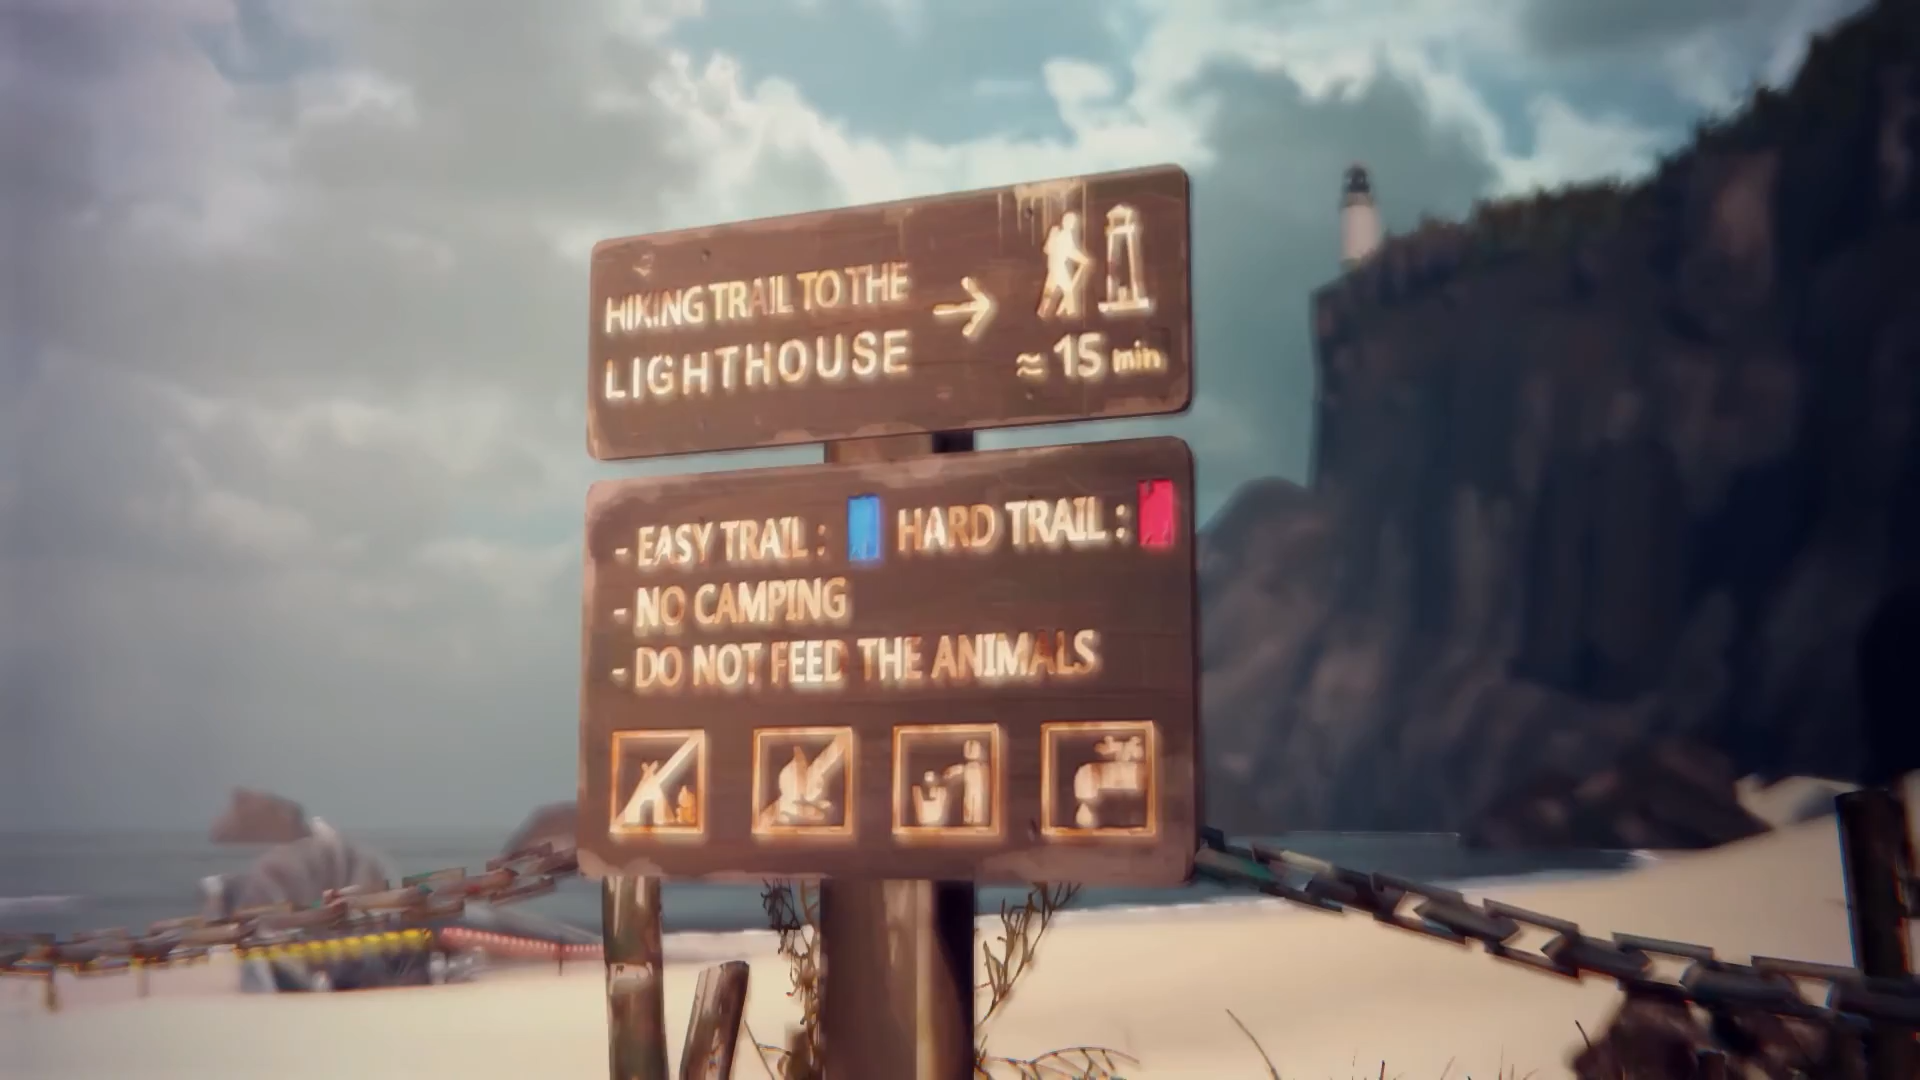 HIKING TRAIL TO THE
LIGHTHOUSE →
≈ 15 min
- EASY TRAIL : HARD TRAIL :
- NO CAMPING
- DO NOT FEED THE ANIMALS